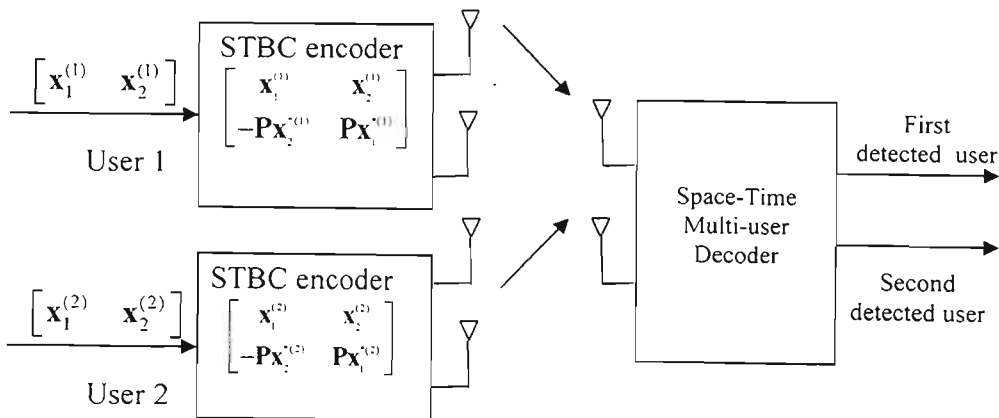 STBC encoder
[x₁⁽¹⁾ x₂⁽¹⁾]
[x₁⁽¹⁾ x₂⁽¹⁾
−Px₂*⁽¹⁾ Px₁*⁽¹⁾]
User 1
First
detected user
Space-Time
Multi-user
Decoder
STBC encoder
[x₁⁽²⁾ x₂⁽²⁾]
[x₁⁽²⁾ x₂⁽²⁾
−Px₂*⁽²⁾ Px₁*⁽²⁾]
User 2
Second
detected user